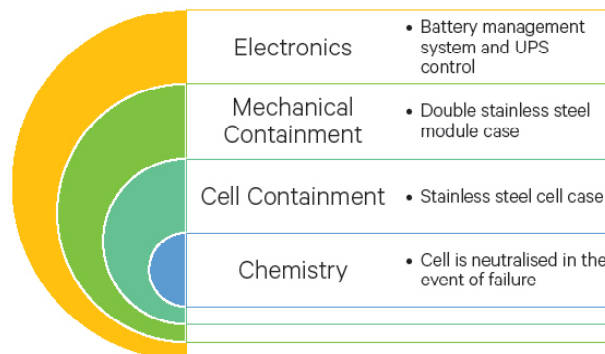 Electronics
• Battery management
system and UPS
control
Mechanical
Containment
• Double stainless steel
module case
Cell Containment
• Stainless steel cell case
Chemistry
• Cell is neutralised in the
event of failure